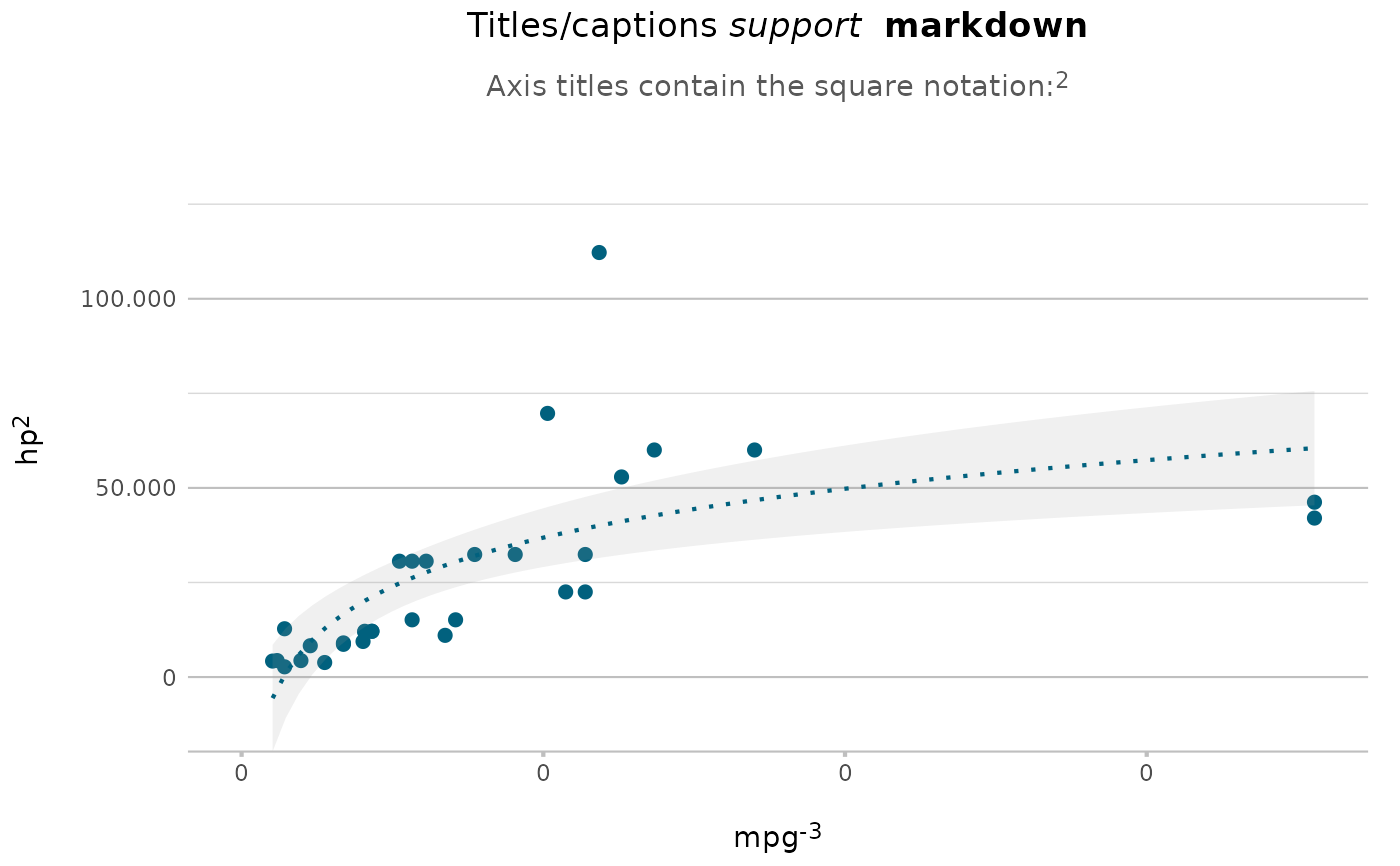 Titles/captions support markdown
Axis titles contain the square notation:²
100.000
50.000
0
hp²
0 0 0 0
mpg⁻³